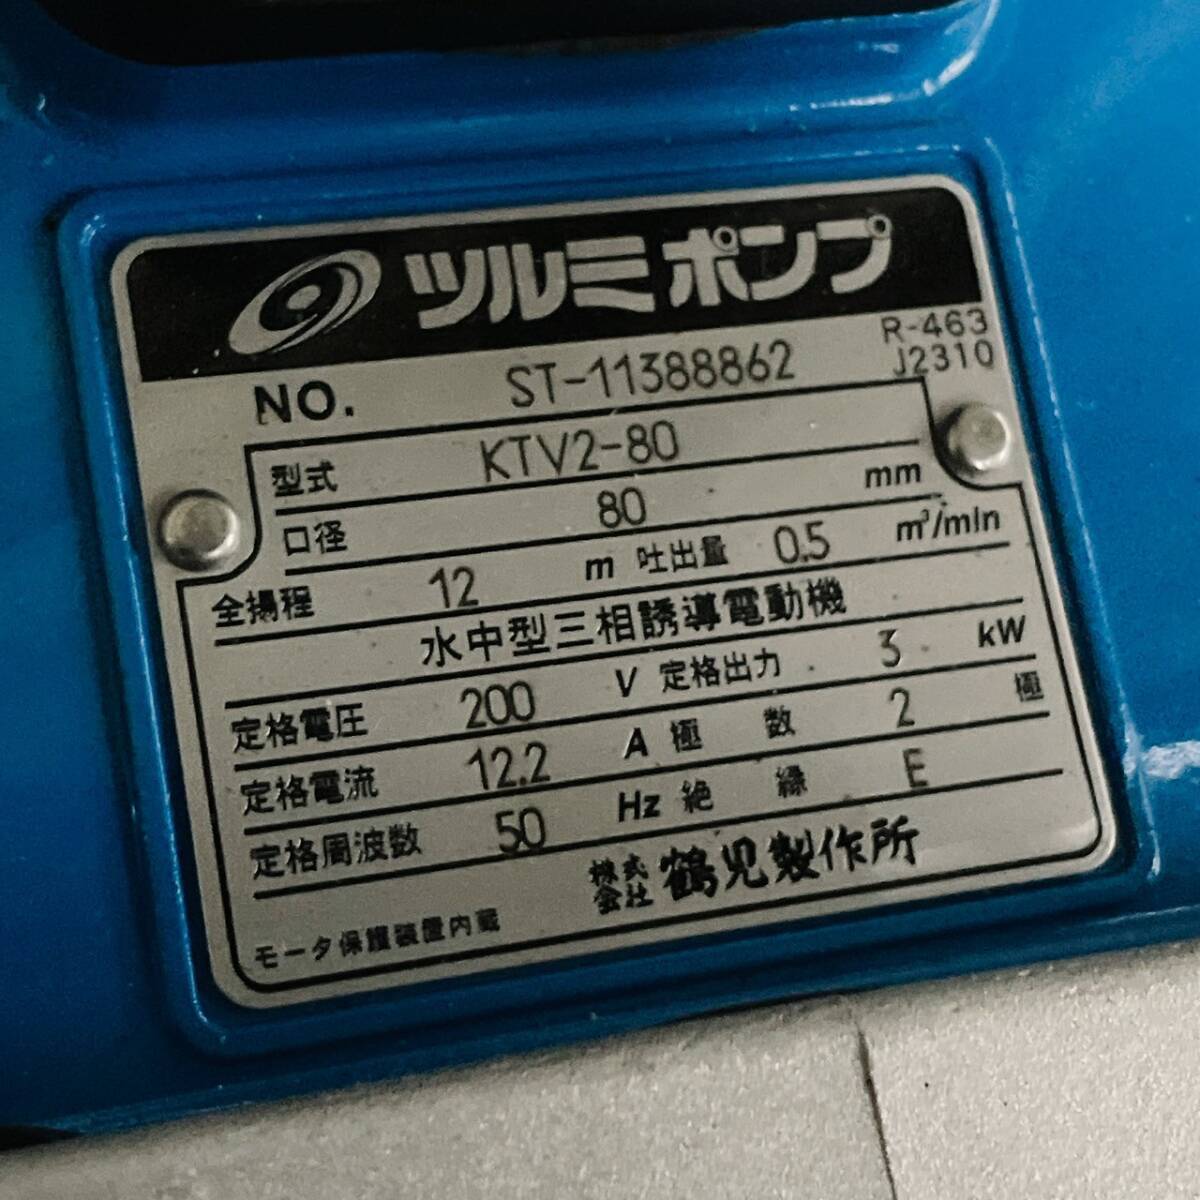 ツルミポンプ
R-463
NO. ST-11388862 J2310
型式 KTV2-80
口径 80 mm
全揚程 12 m 吐出量 0.5 m³/min
水中型三相誘導電動機
定格電圧 200 V 定格出力 3 kW
定格電流 12.2 A 極数 2 極
定格周波数 50 Hz 絶縁 E
株式会社 鶴見製作所
モータ保護装置内蔵